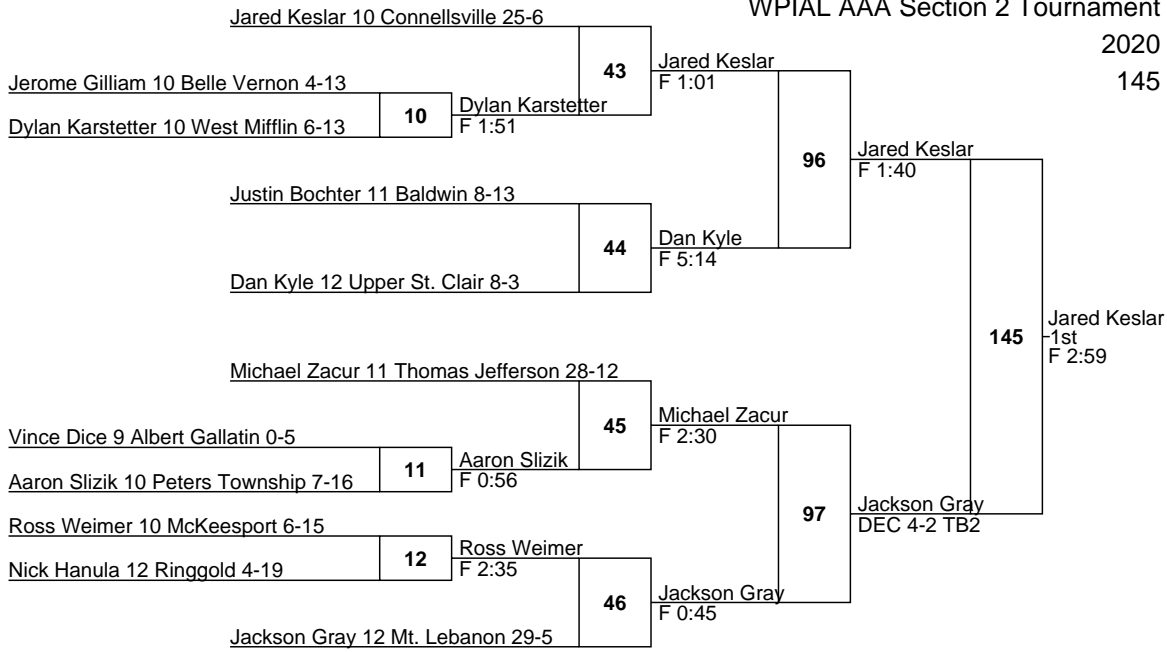 WPIAL AAA Section 2 Tournament
2020
145
Jared Keslar 10 Connellsville 25-6
43
Jared Keslar
F 1:01
Jerome Gilliam 10 Belle Vernon 4-13
10
Dylan Karstetter
F 1:51
Dylan Karstetter 10 West Mifflin 6-13
96
Jared Keslar
F 1:40
Justin Bochter 11 Baldwin 8-13
44
Dan Kyle
F 5:14
Dan Kyle 12 Upper St. Clair 8-3
145
Jared Keslar
1st
F 2:59
Michael Zacur 11 Thomas Jefferson 28-12
45
Michael Zacur
F 2:30
Vince Dice 9 Albert Gallatin 0-5
11
Aaron Slizik
F 0:56
Aaron Slizik 10 Peters Township 7-16
97
Jackson Gray
DEC 4-2 TB2
Ross Weimer 10 McKeesport 6-15
12
Ross Weimer
F 2:35
Nick Hanula 12 Ringgold 4-19
46
Jackson Gray
F 0:45
Jackson Gray 12 Mt. Lebanon 29-5